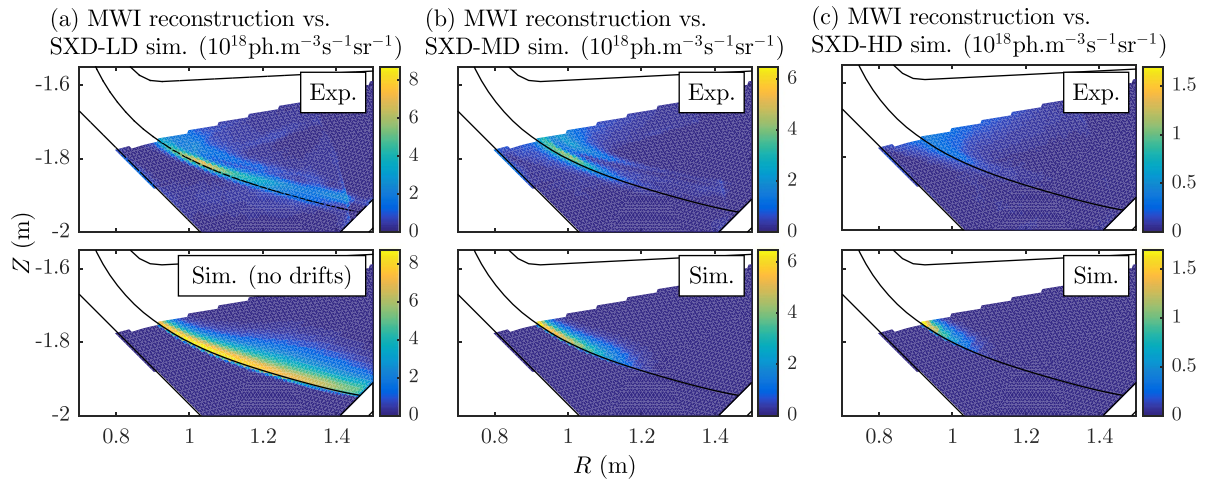 (a) MWI reconstruction vs.
SXD-LD sim. (10¹⁸ph.m⁻³s⁻¹sr⁻¹)
(b) MWI reconstruction vs.
SXD-MD sim. (10¹⁸ph.m⁻³s⁻¹sr⁻¹)
(c) MWI reconstruction vs.
SXD-HD sim. (10¹⁸ph.m⁻³s⁻¹sr⁻¹)
-1.6
-1.8
-2
Exp.
8
6
4
2
0
Exp.
6
4
2
0
Exp.
1.5
1
0.5
0
Z (m)
-1.6
-1.8
-2
Sim. (no drifts)
8
6
4
2
0
Sim.
6
4
2
0
Sim.
1.5
1
0.5
0
0.8 1 1.2 1.4
0.8 1 1.2 1.4
0.8 1 1.2 1.4
R (m)